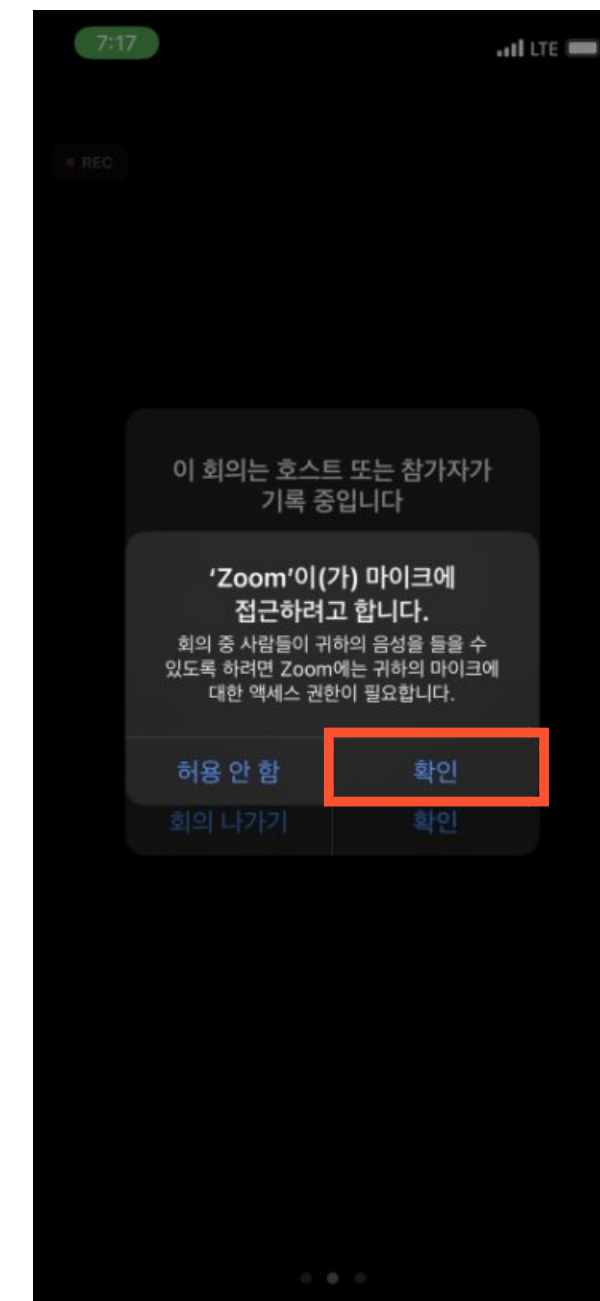 7:17
LTE
REC
이 회의는 호스트 또는 참가자가
기록 중입니다
‘Zoom’이(가) 마이크에
접근하려고 합니다.
회의 중 사람들이 귀하의 음성을 들을 수
있도록 하려면 Zoom에는 귀하의 마이크에
대한 액세스 권한이 필요합니다.
허용 안 함
확인
회의 나가기
확인